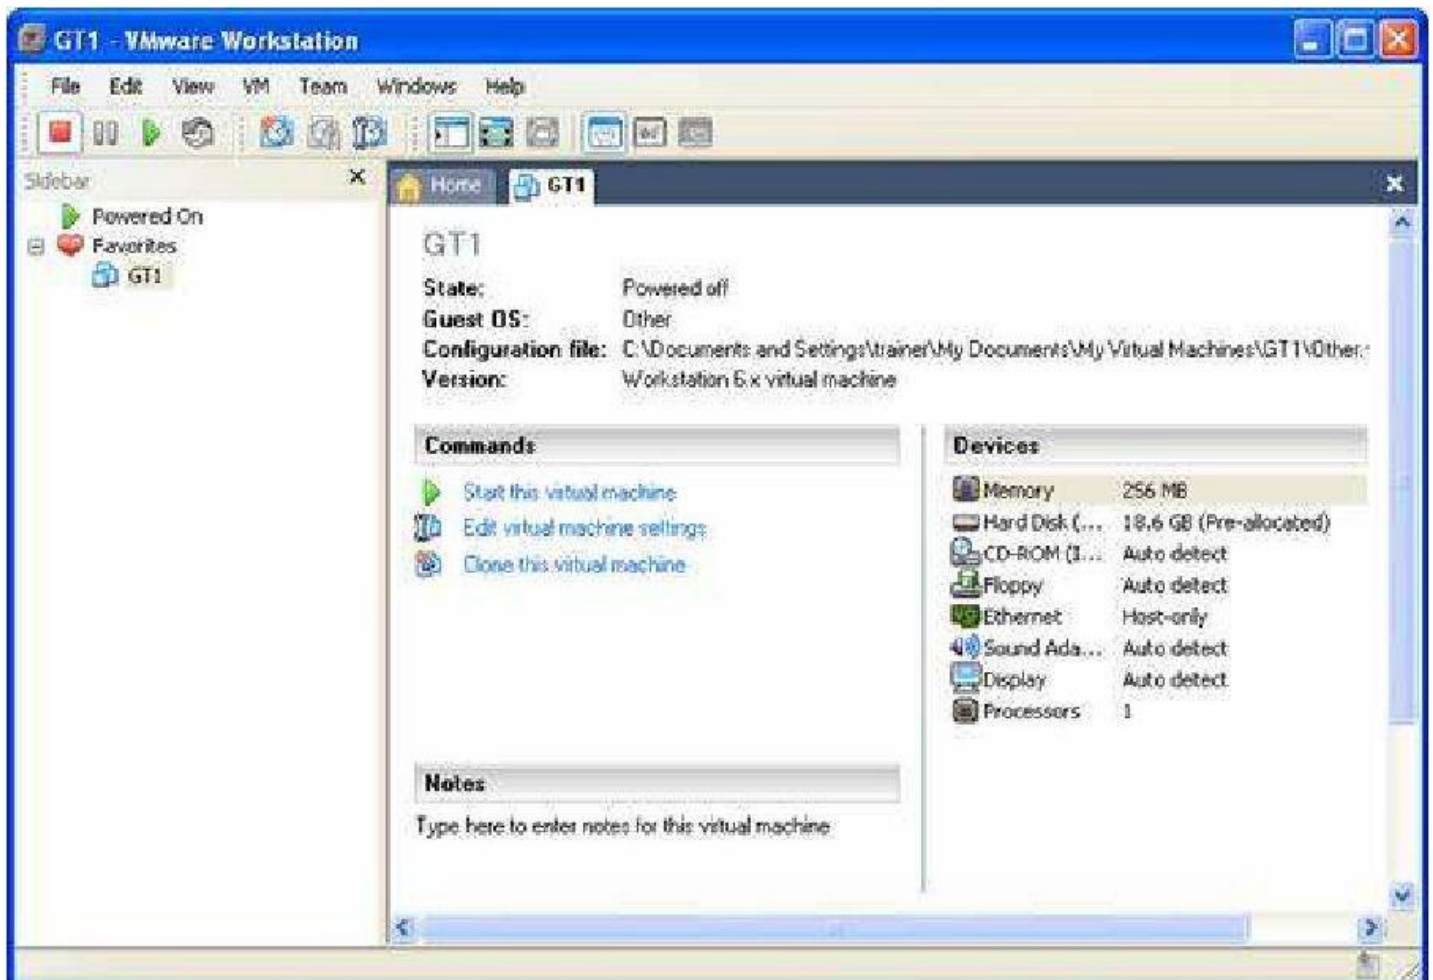 GT1 - VMware Workstation
File Edit View VM Team Windows Help
Sidebar
Powered On
Favorites
GT1
Home
GT1
GT1
State: Powered off
Guest OS: Other
Configuration file: C:\Documents and Settings\trainer\My Documents\My Virtual Machines\GT1\Other.
Version: Workstation 6.x virtual machine
Commands
Start this virtual machine
Edit virtual machine settings
Clone this virtual machine
Devices
Memory 256 MB
Hard Disk (... 18.6 GB (Pre-allocated)
CD-ROM (I... Auto detect
Floppy Auto detect
Ethernet Host-only
Sound Ada... Auto detect
Display Auto detect
Processors 1
Notes
Type here to enter notes for this virtual machine